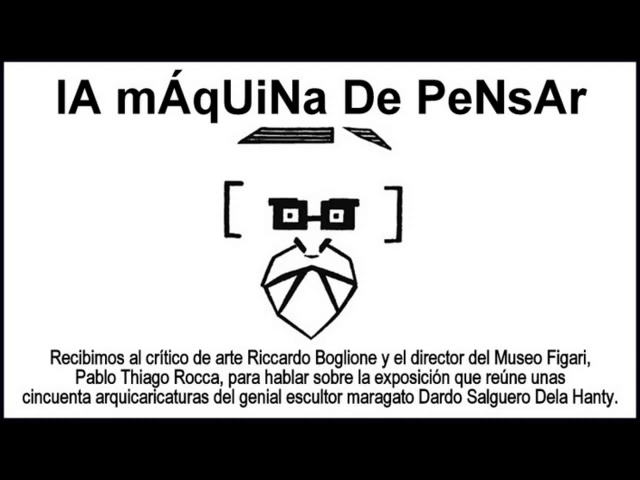 lA mÁqUiNa De PeNsAr
Recibimos al crítico de arte Riccardo Boglione y el director del Museo Figari,
Pablo Thiago Rocca, para hablar sobre la exposición que reúne unas
cincuenta arquicaricaturas del genial escultor maragato Dardo Salguero Dela Hanty.